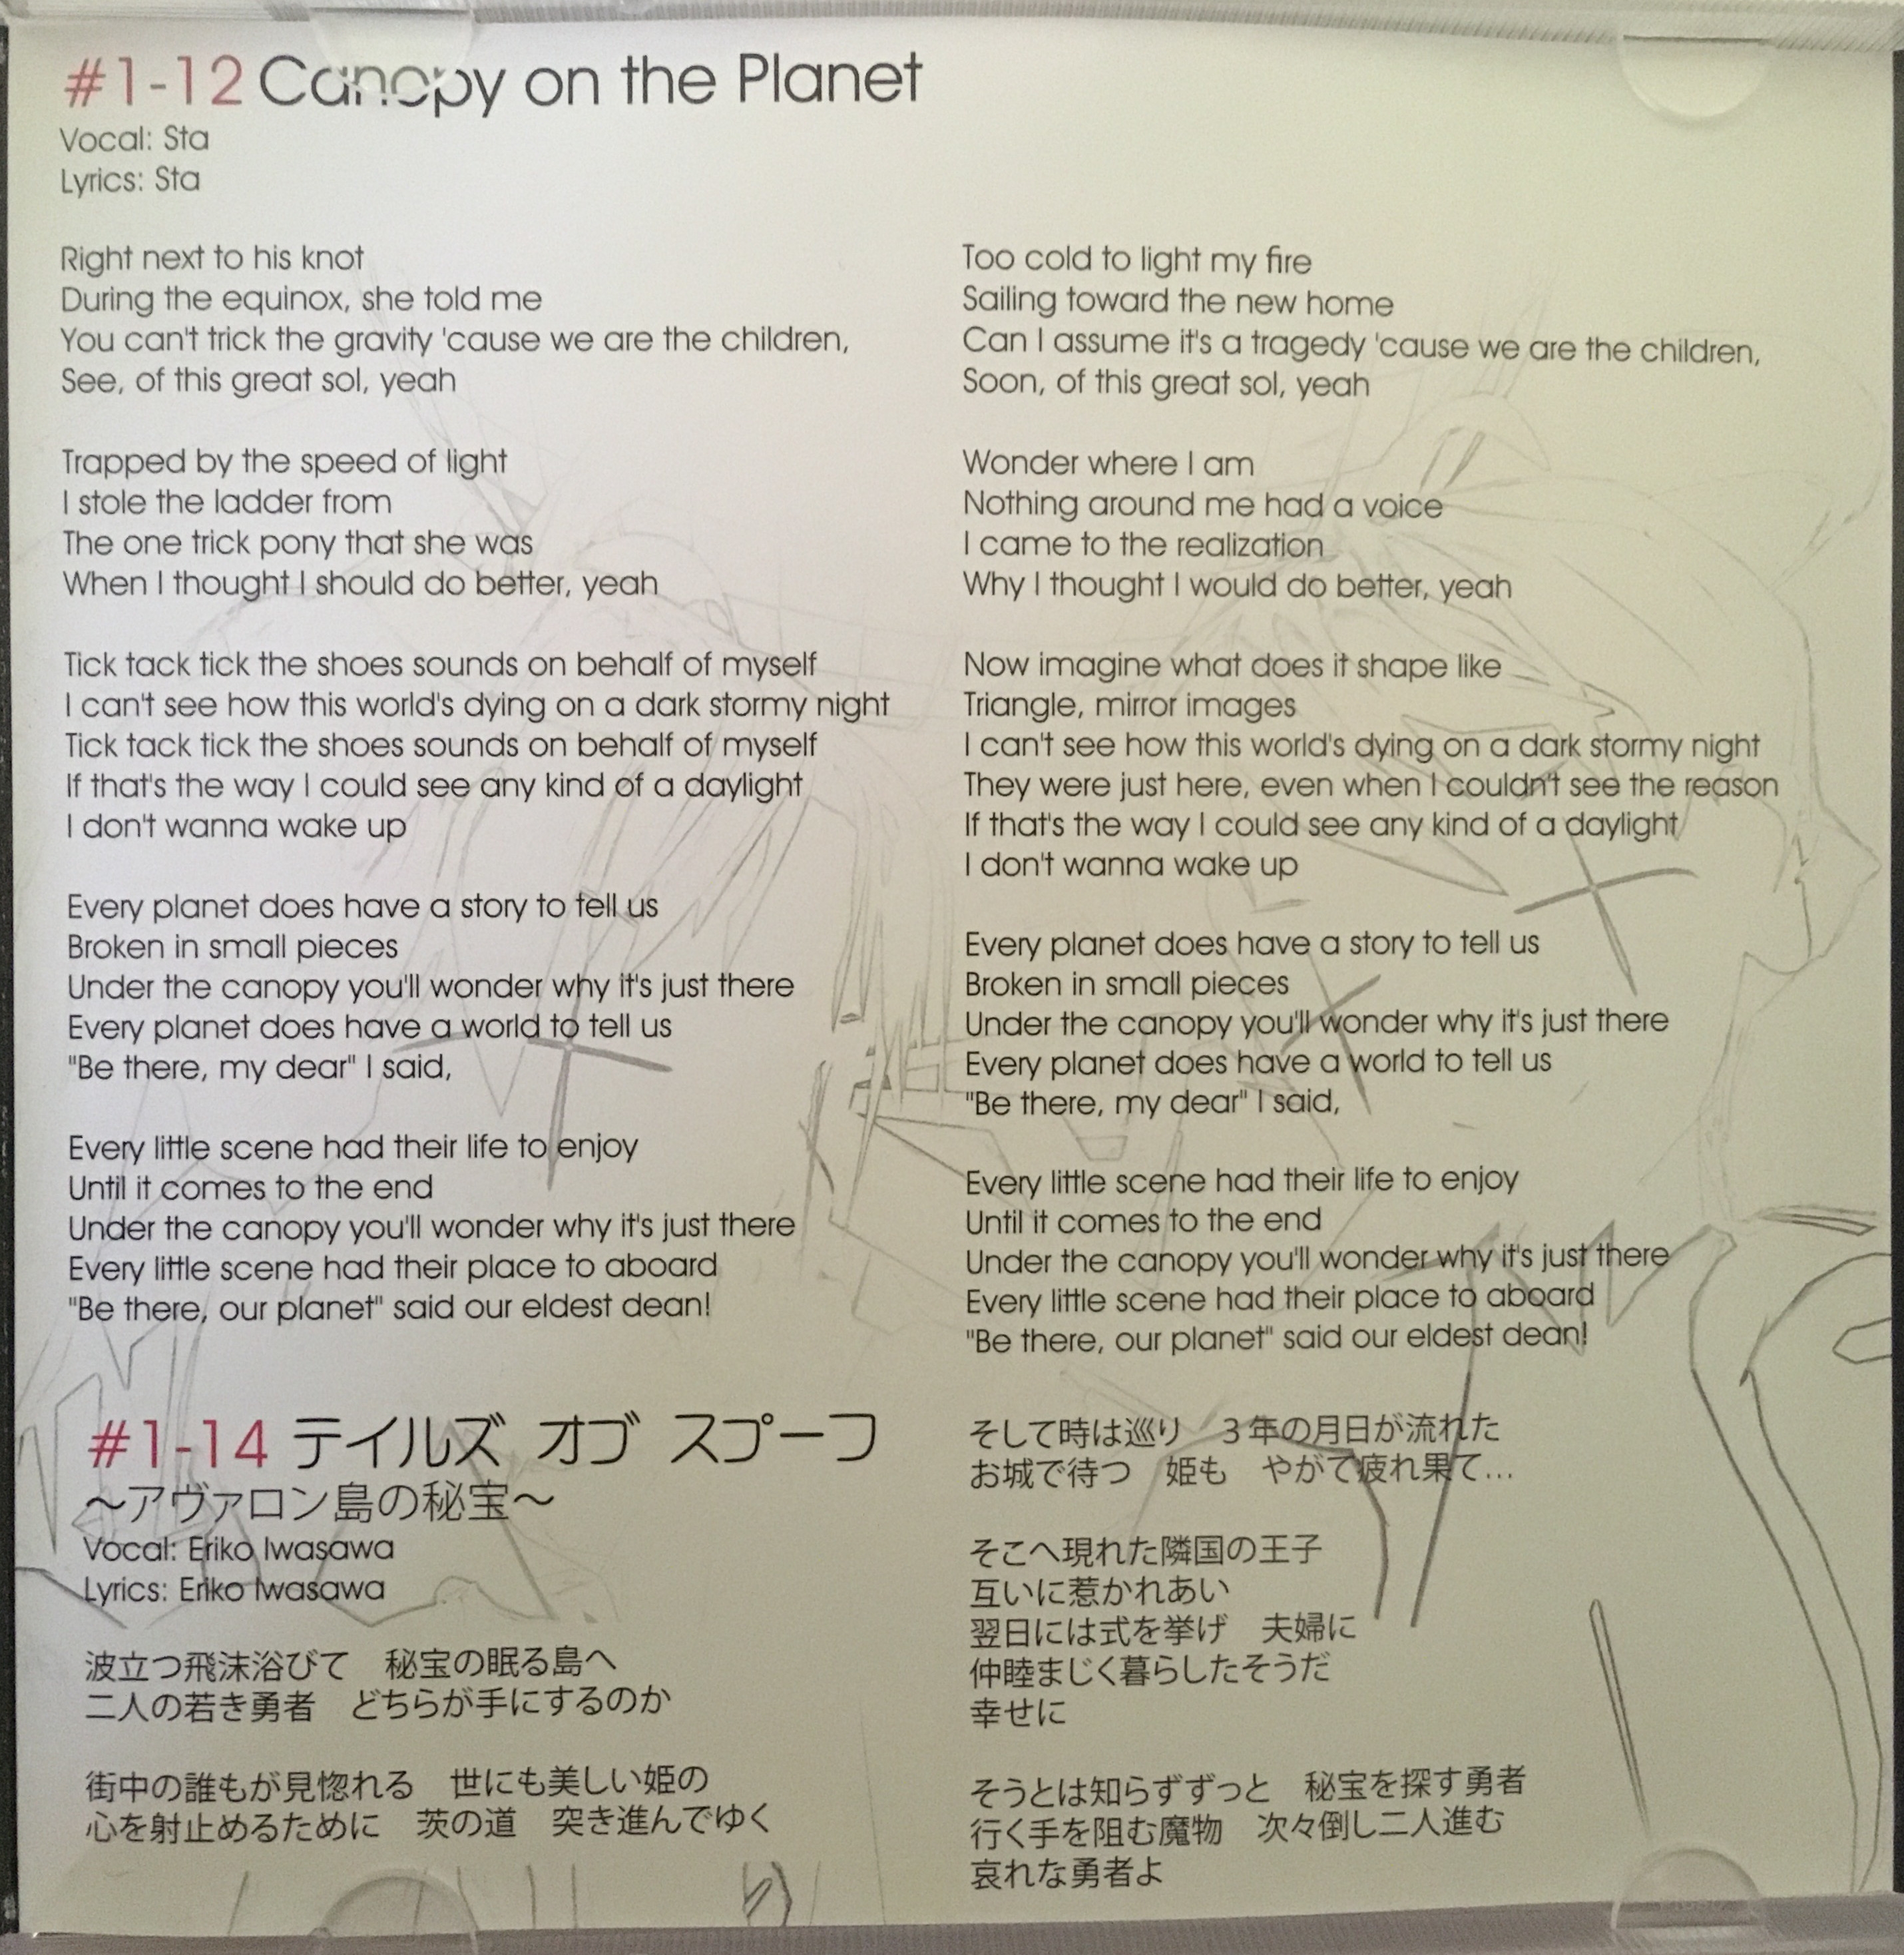 #1-12 Canopy on the Planet
Vocal: Sta
Lyrics: Sta
Right next to his knot
During the equinox, she told me
You can't trick the gravity 'cause we are the children,
See, of this great sol, yeah
Trapped by the speed of light
I stole the ladder from
The one trick pony that she was
When I thought I should do better, yeah
Tick tack tick the shoes sounds on behalf of myself
I can't see how this world's dying on a dark stormy night
Tick tack tick the shoes sounds on behalf of myself
If that's the way I could see any kind of a daylight
I don't wanna wake up
Every planet does have a story to tell us
Broken in small pieces
Under the canopy you'll wonder why it's just there
Every planet does have a world to tell us
"Be there, my dear" I said,
Every little scene had their life to enjoy
Until it comes to the end
Under the canopy you'll wonder why it's just there
Every little scene had their place to aboard
"Be there, our planet" said our eldest dean!
Too cold to light my fire
Sailing toward the new home
Can I assume it's a tragedy 'cause we are the children,
Soon, of this great sol, yeah
Wonder where I am
Nothing around me had a voice
I came to the realization
Why I thought I would do better, yeah
Now imagine what does it shape like
Triangle, mirror images
I can't see how this world's dying on a dark stormy night
They were just here, even when I couldn't see the reason
If that's the way I could see any kind of a daylight
I don't wanna wake up
Every planet does have a story to tell us
Broken in small pieces
Under the canopy you'll wonder why it's just there
Every planet does have a world to tell us
"Be there, my dear" I said,
Every little scene had their life to enjoy
Until it comes to the end
Under the canopy you'll wonder why it's just there
Every little scene had their place to aboard
"Be there, our planet" said our eldest dean!
#1-14 テイルズ オブ スプーフ
～アヴァロン島の秘宝～
Vocal: Eriko Iwasawa
Lyrics: Eriko Iwasawa
波立つ飛沫浴びて　秘宝の眠る島へ
二人の若き勇者　どちらが手にするのか
街中の誰もが見惚れる　世にも美しい姫の
心を射止めるために　茨の道　突き進んでゆく
そして時は巡り　３年の月日が流れた
お城で待つ　姫も　やがて疲れ果て…
そこへ現れた隣国の王子
互いに惹かれあい
翌日には式を挙げ　夫婦に
仲睦まじく暮らしたそうだ
幸せに
そうとは知らずずっと　秘宝を探す勇者
行く手を阻む魔物　次々倒し二人進む
哀れな勇者よ